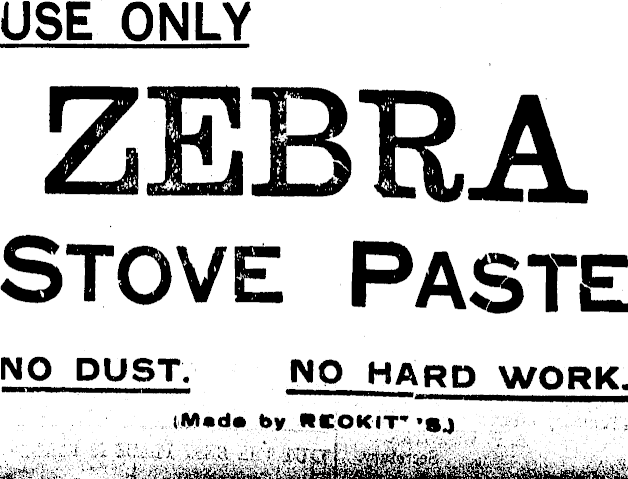 USE ONLY
ZEBRA
STOVE PASTE
NO DUST. NO HARD WORK.
(Made by